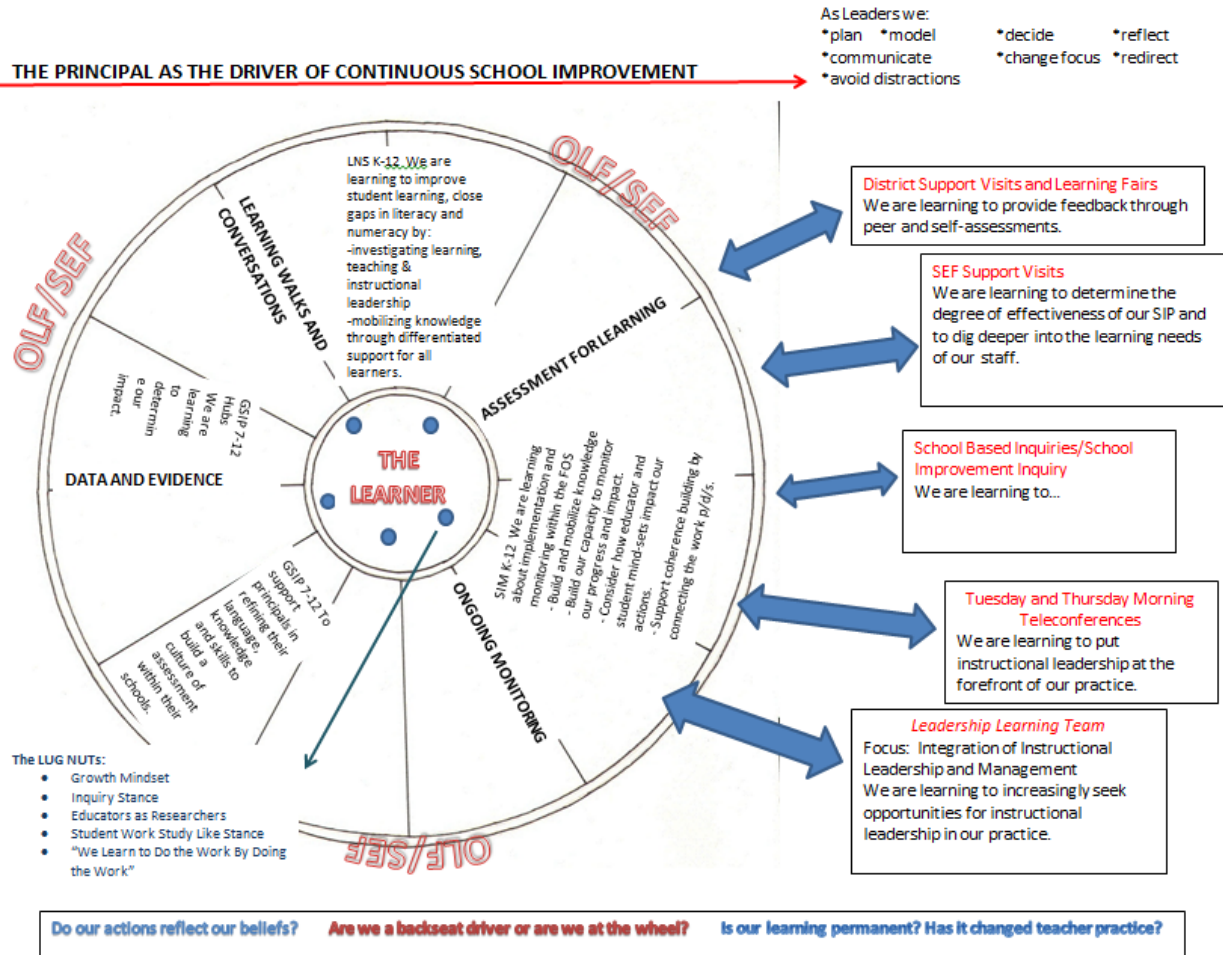 As Leaders we:
*plan *model *decide *reflect
*communicate *change focus *redirect
*avoid distractions
THE PRINCIPAL AS THE DRIVER OF CONTINUOUS SCHOOL IMPROVEMENT
OLF/SEF
OLF/SEF
OLF/SEF
LEARNING WALKS AND
CONVERSATIONS
LNS K-12 We are
learning to improve
student learning, close
gaps in literacy and
numeracy by:
-investigating learning,
teaching &
instructional
leadership
-mobilizing knowledge
through differentiated
support for all
learners.
ASSESSMENT FOR LEARNING
SIM K-12 We are learning
about implementation and
monitoring within the FOS
- Build and mobilize knowledge
- Build our capacity to monitor
our progress and impact.
- Consider how educator and
student mind-sets impact our
actions.
- Support coherence building by
connecting the work p/d/s.
ONGOING MONITORING
GSIP 7-12 To
support
principals in
refining their
language,
knowledge
and skills to
build a
culture of
assessment
within their
schools.
DATA AND EVIDENCE
GSIP 7-12
Hubs
We are
learning
to
determin
e our
impact.
THE
LEARNER
District Support Visits and Learning Fairs
We are learning to provide feedback through
peer and self-assessments.
SEF Support Visits
We are learning to determine the
degree of effectiveness of our SIP and
to dig deeper into the learning needs
of our staff.
School Based Inquiries/School
Improvement Inquiry
We are learning to...
Tuesday and Thursday Morning
Teleconferences
We are learning to put
instructional leadership at the
forefront of our practice.
Leadership Learning Team
Focus: Integration of Instructional
Leadership and Management
We are learning to increasingly seek
opportunities for instructional
leadership in our practice.
The LUG NUTs:
• Growth Mindset
• Inquiry Stance
• Educators as Researchers
• Student Work Study Like Stance
• "We Learn to Do the Work By Doing
the Work"
Do our actions reflect our beliefs? Are we a backseat driver or are we at the wheel? Is our learning permanent? Has it changed teacher practice?